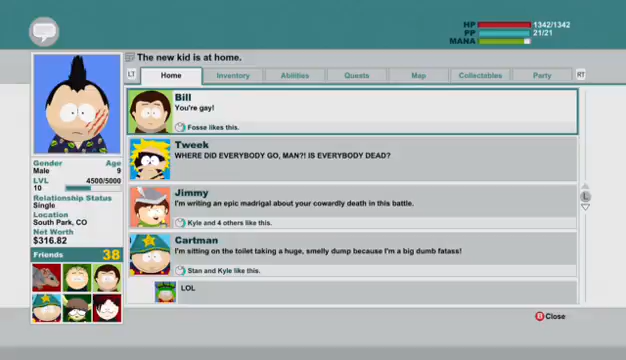 HP 1342/1342
PP 21/21
MANA
The new kid is at home.
LT Home Inventory Abilities Quests Map Collectables Party RT
Bill
You're gay!
Fosse likes this.
Tweek
WHERE DID EVERYBODY GO, MAN?! IS EVERYBODY DEAD?
Jimmy
I'm writing an epic madrigal about your cowardly death in this battle.
Kyle and 4 others like this.
Cartman
I'm sitting on the toilet taking a huge, smelly dump because I'm a big dumb fatass!
Stan and Kyle like this.
LOL
Gender Age
Male 9
LVL 4500/5000
10
Relationship Status
Single
Location
South Park, CO
Net Worth
$316.82
Friends 38
L
B Close